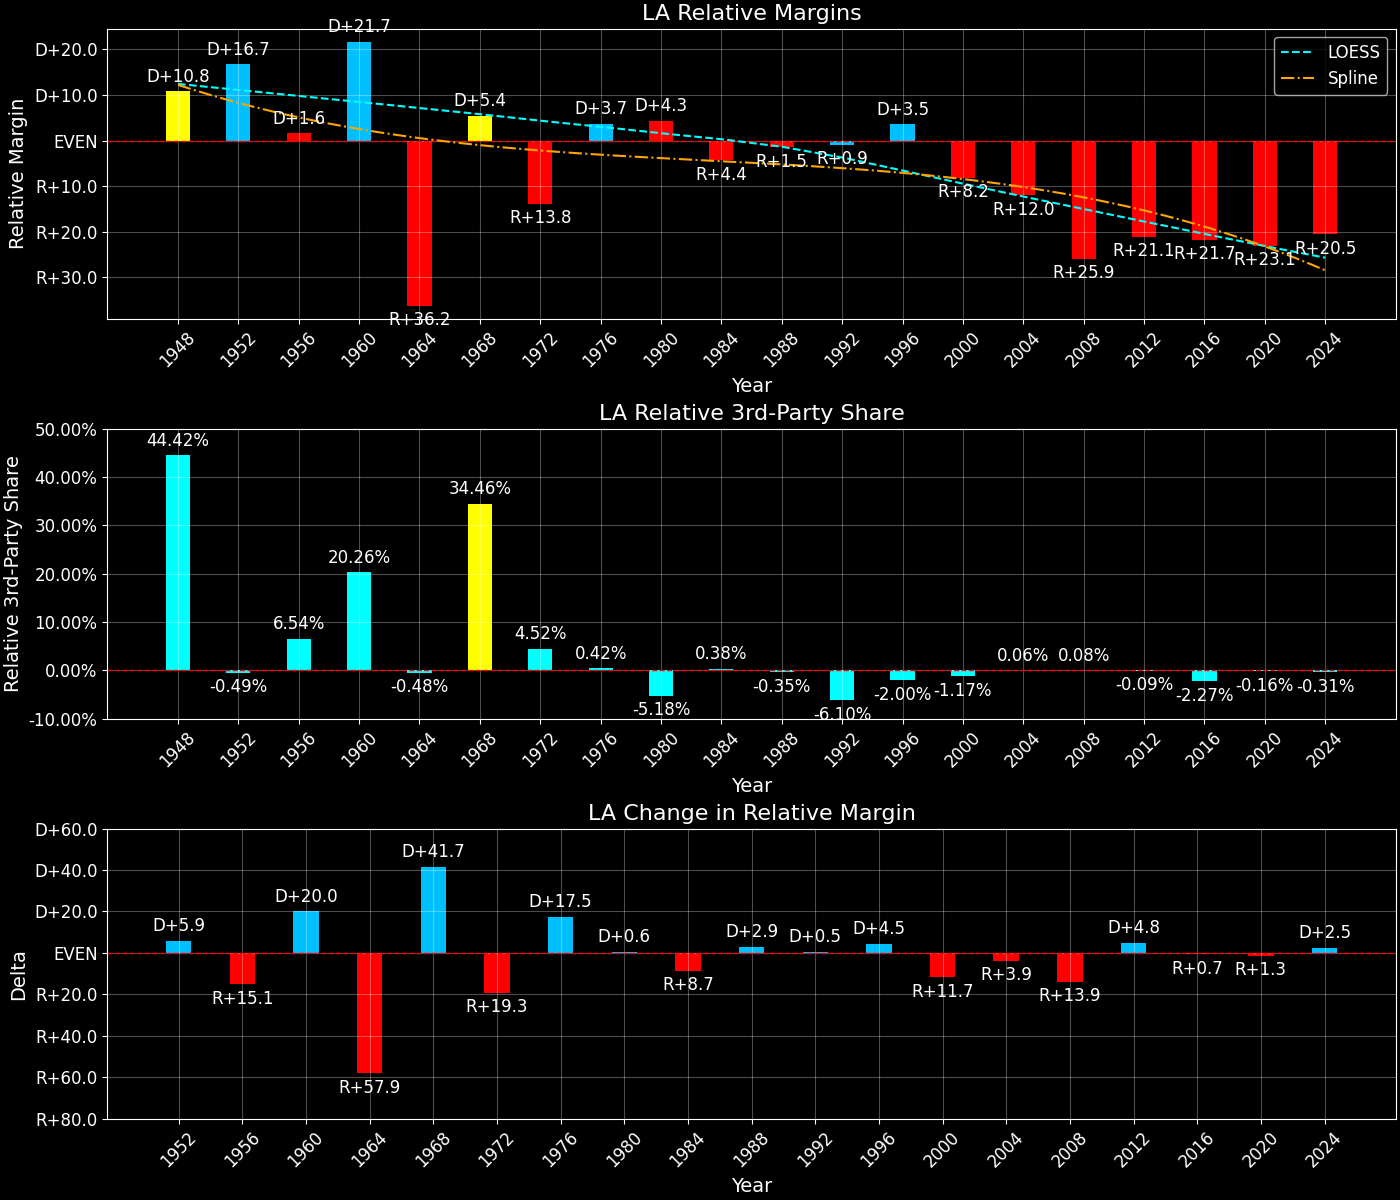 LA Relative Margins
Relative Margin
D+20.0
D+10.0
EVEN
R+10.0
R+20.0
R+30.0
D+10.8
D+16.7
D+1.6
D+21.7
R+36.2
D+5.4
R+13.8
D+3.7
D+4.3
R+4.4
R+1.5
R+0.9
D+3.5
R+8.2
R+12.0
R+25.9
R+21.1
R+21.7
R+23.1
R+20.5
LOESS
Spline
1948
1952
1956
1960
1964
1968
1972
1976
1980
1984
1988
1992
1996
2000
2004
2008
2012
2016
2020
2024
Year
LA Relative 3rd-Party Share
Relative 3rd-Party Share
50.00%
40.00%
30.00%
20.00%
10.00%
0.00%
-10.00%
44.42%
-0.49%
6.54%
20.26%
-0.48%
34.46%
4.52%
0.42%
-5.18%
0.38%
-0.35%
-6.10%
-2.00%
-1.17%
0.06%
0.08%
-0.09%
-2.27%
-0.16%
-0.31%
1948
1952
1956
1960
1964
1968
1972
1976
1980
1984
1988
1992
1996
2000
2004
2008
2012
2016
2020
2024
Year
LA Change in Relative Margin
Delta
D+60.0
D+40.0
D+20.0
EVEN
R+20.0
R+40.0
R+60.0
R+80.0
D+5.9
R+15.1
D+20.0
R+57.9
D+41.7
R+19.3
D+17.5
D+0.6
R+8.7
D+2.9
D+0.5
D+4.5
R+11.7
R+3.9
R+13.9
D+4.8
R+0.7
R+1.3
D+2.5
1952
1956
1960
1964
1968
1972
1976
1980
1984
1988
1992
1996
2000
2004
2008
2012
2016
2020
2024
Year